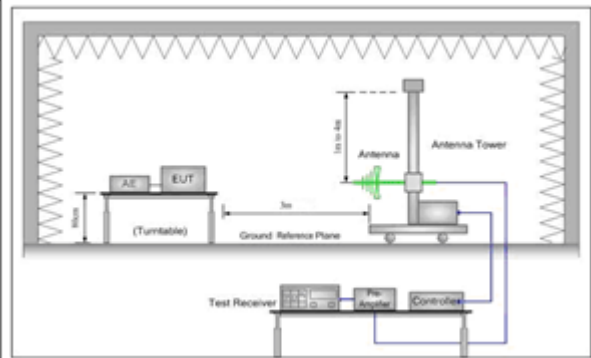 1m to 4m
Antenna Tower
Antenna
AE
EUT
80cm
3m
(Turntable)
Ground Reference Plane
Test Receiver
Pre-
Amplifier
Controller